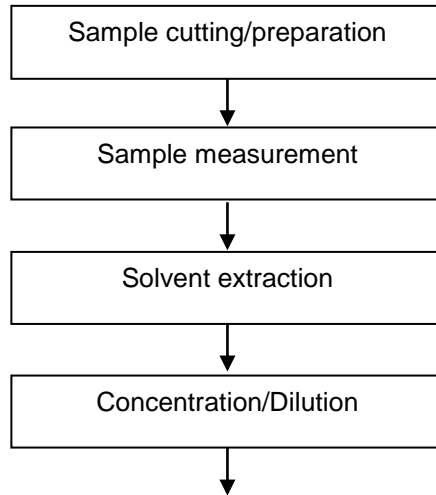 Sample cutting/preparation
Sample measurement
Solvent extraction
Concentration/Dilution